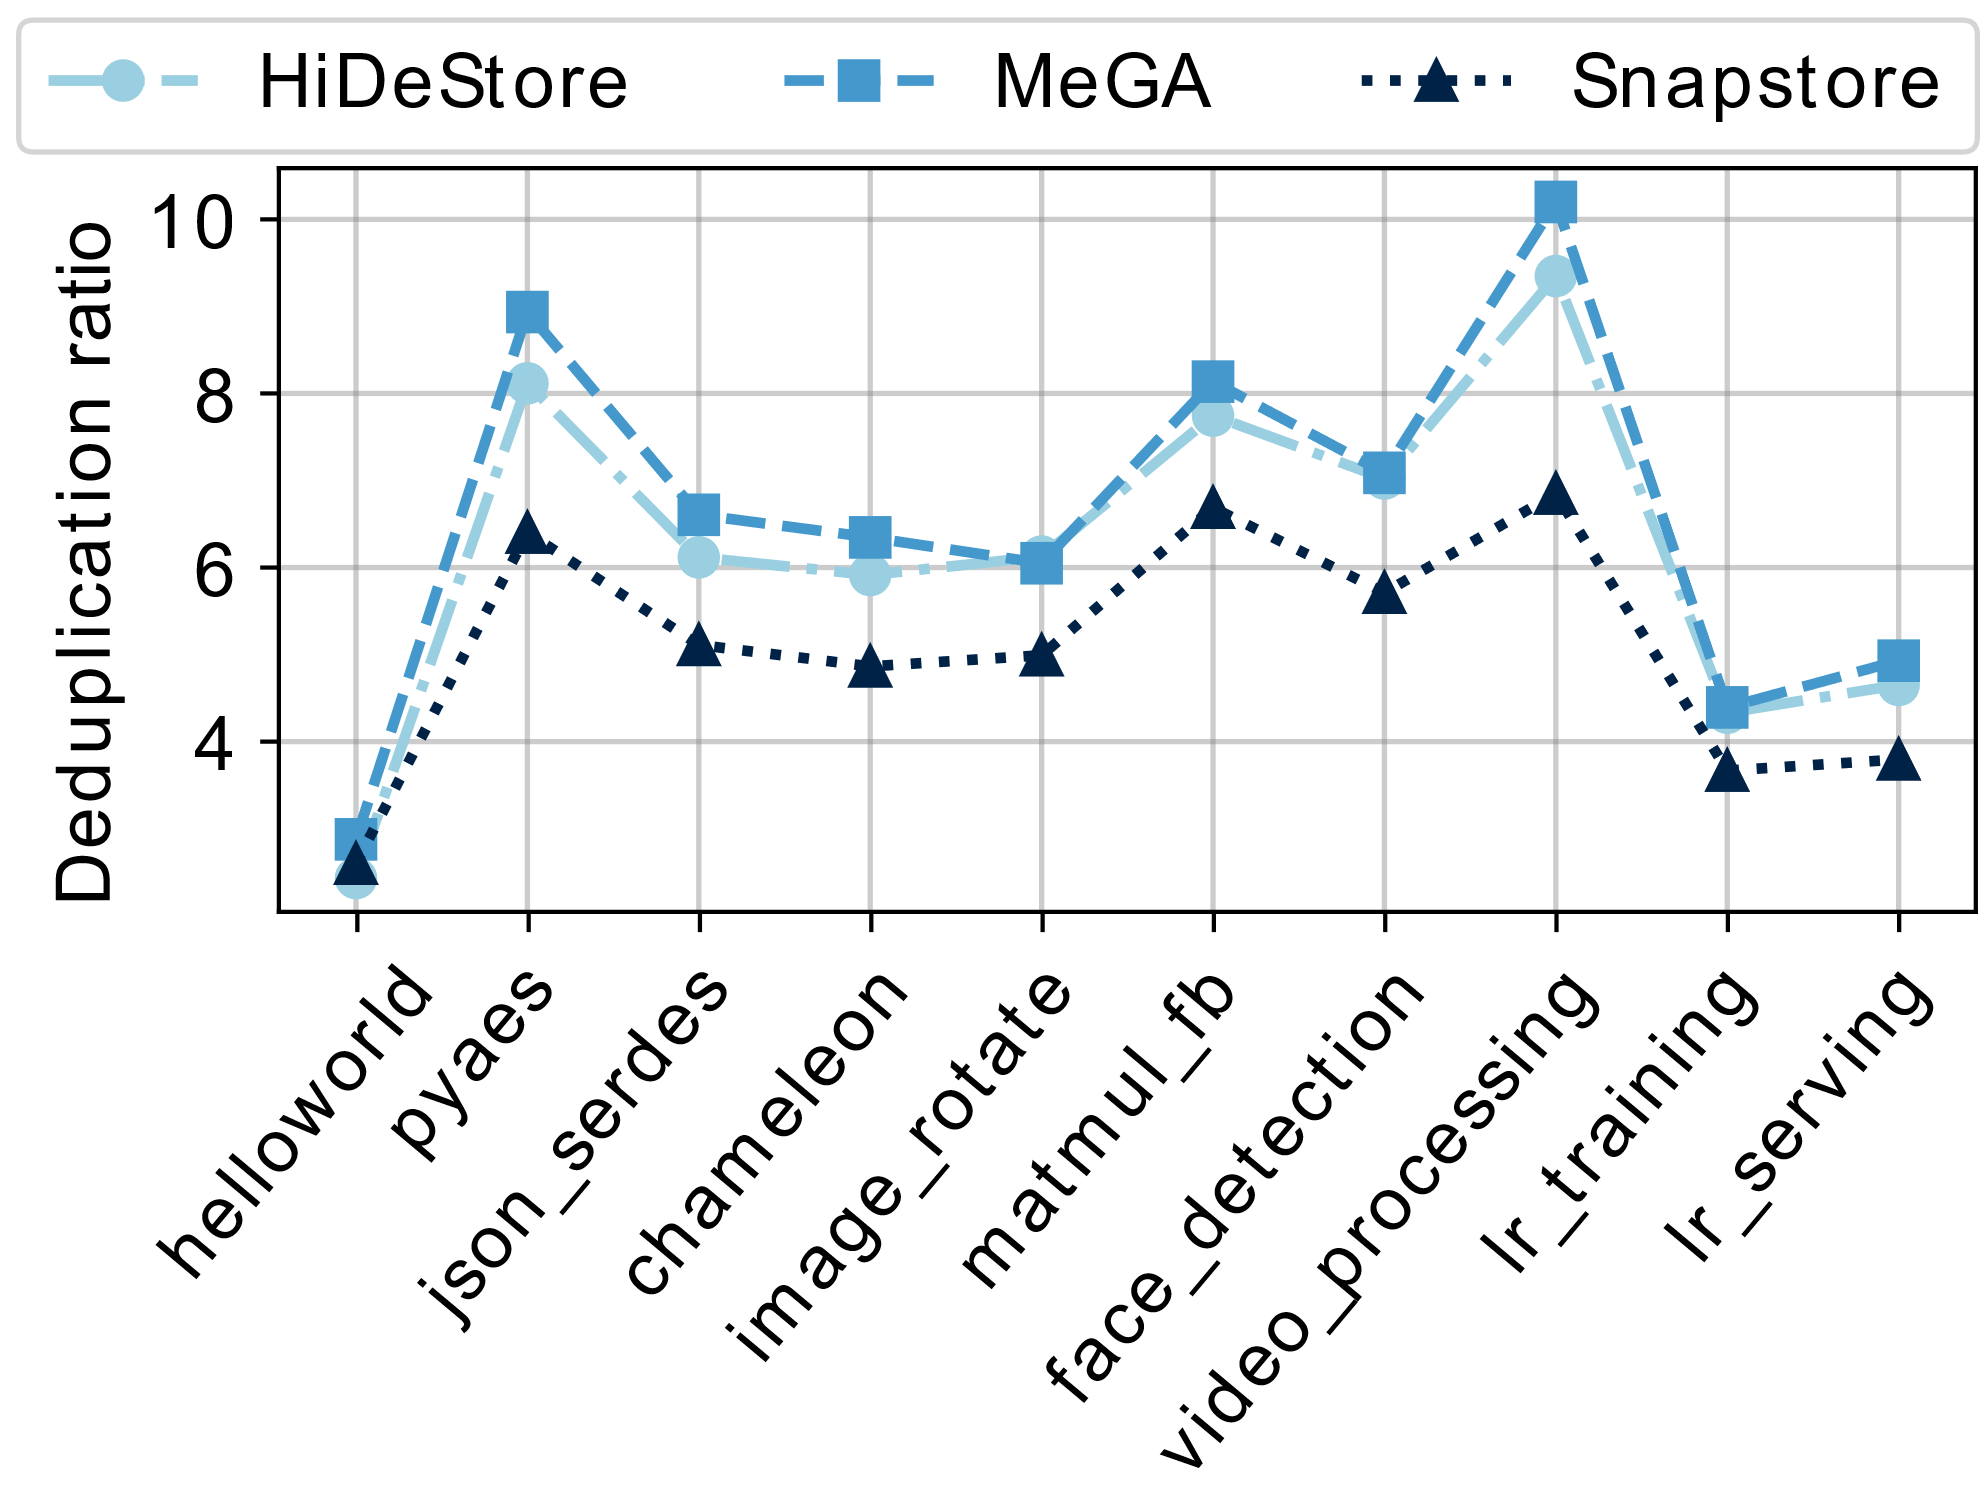 HiDeStore MeGA Snapstore
Deduplication ratio
10
8
6
4
helloworld
pyaes
json_serdes
chameleon
image_rotate
matmul_fb
face_detection
video_processing
lr_training
lr_serving